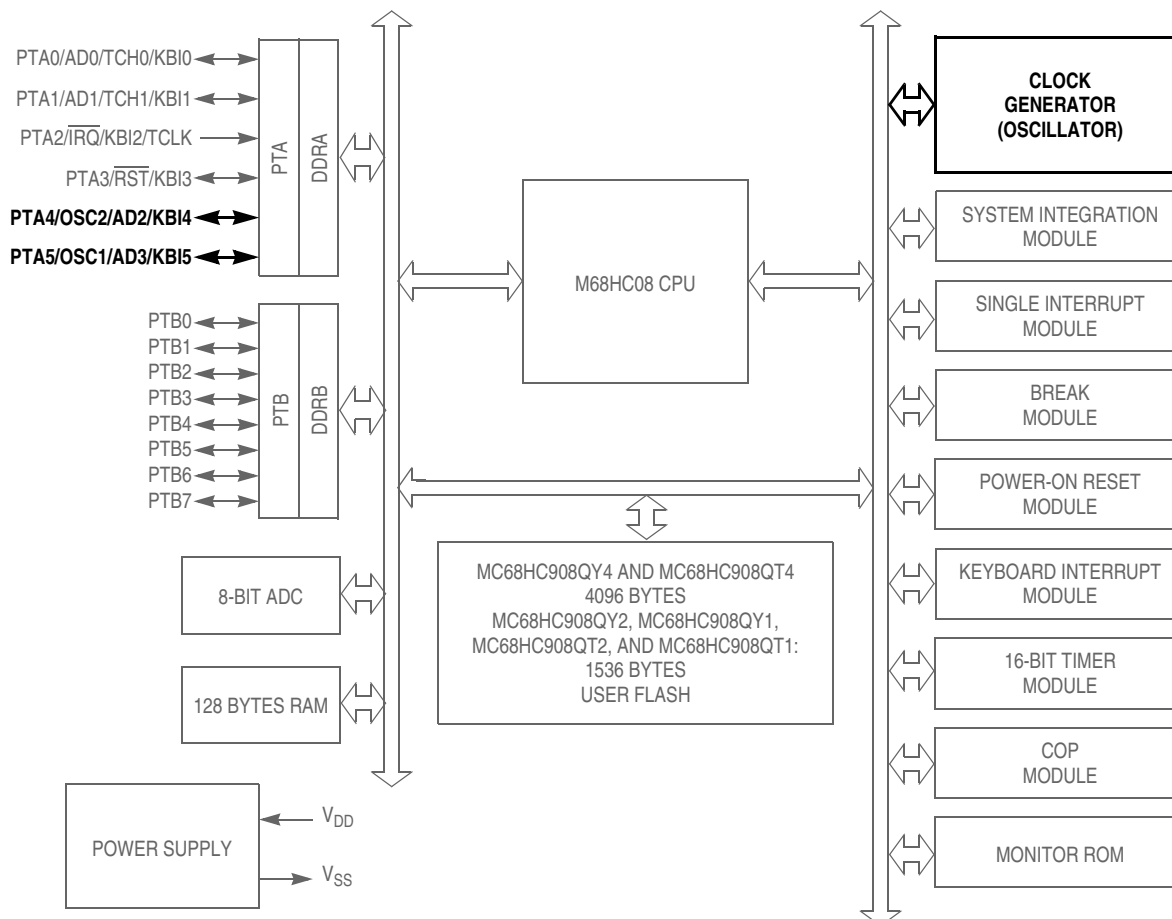 PTA0/AD0/TCH0/KBI0
PTA1/AD1/TCH1/KBI1
PTA2/IRQ/KBI2/TCLK
PTA3/RST/KBI3
PTA4/OSC2/AD2/KBI4
PTA5/OSC1/AD3/KBI5
PTA
DDRA
PTB0
PTB1
PTB2
PTB3
PTB4
PTB5
PTB6
PTB7
PTB
DDRB
8-BIT ADC
128 BYTES RAM
POWER SUPPLY
VDD
VSS
M68HC08 CPU
MC68HC908QY4 AND MC68HC908QT4
4096 BYTES
MC68HC908QY2, MC68HC908QY1,
MC68HC908QT2, AND MC68HC908QT1:
1536 BYTES
USER FLASH
CLOCK
GENERATOR
(OSCILLATOR)
SYSTEM INTEGRATION
MODULE
SINGLE INTERRUPT
MODULE
BREAK
MODULE
POWER-ON RESET
MODULE
KEYBOARD INTERRUPT
MODULE
16-BIT TIMER
MODULE
COP
MODULE
MONITOR ROM